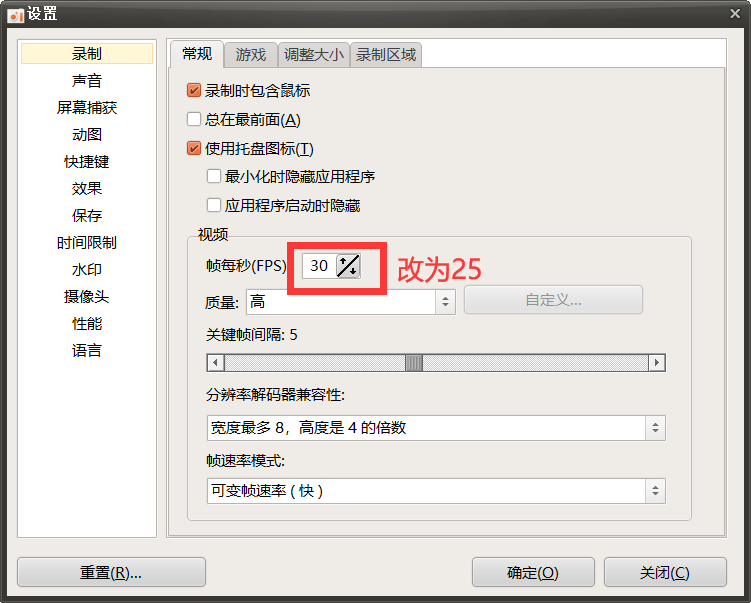 设置
录制
声音
屏幕捕获
动图
快捷键
效果
保存
时间限制
水印
摄像头
性能
语言
常规 游戏 调整大小 录制区域
录制时包含鼠标
总在最前面(A)
使用托盘图标(T)
最小化时隐藏应用程序
应用程序启动时隐藏
视频
帧每秒(FPS) 30 改为25
质量: 高 自定义...
关键帧间隔: 5
分辨率解码器兼容性:
宽度最多 8，高度是 4 的倍数
帧速率模式:
可变帧速率 ( 快 )
重置(R)... 确定(O) 关闭(C)